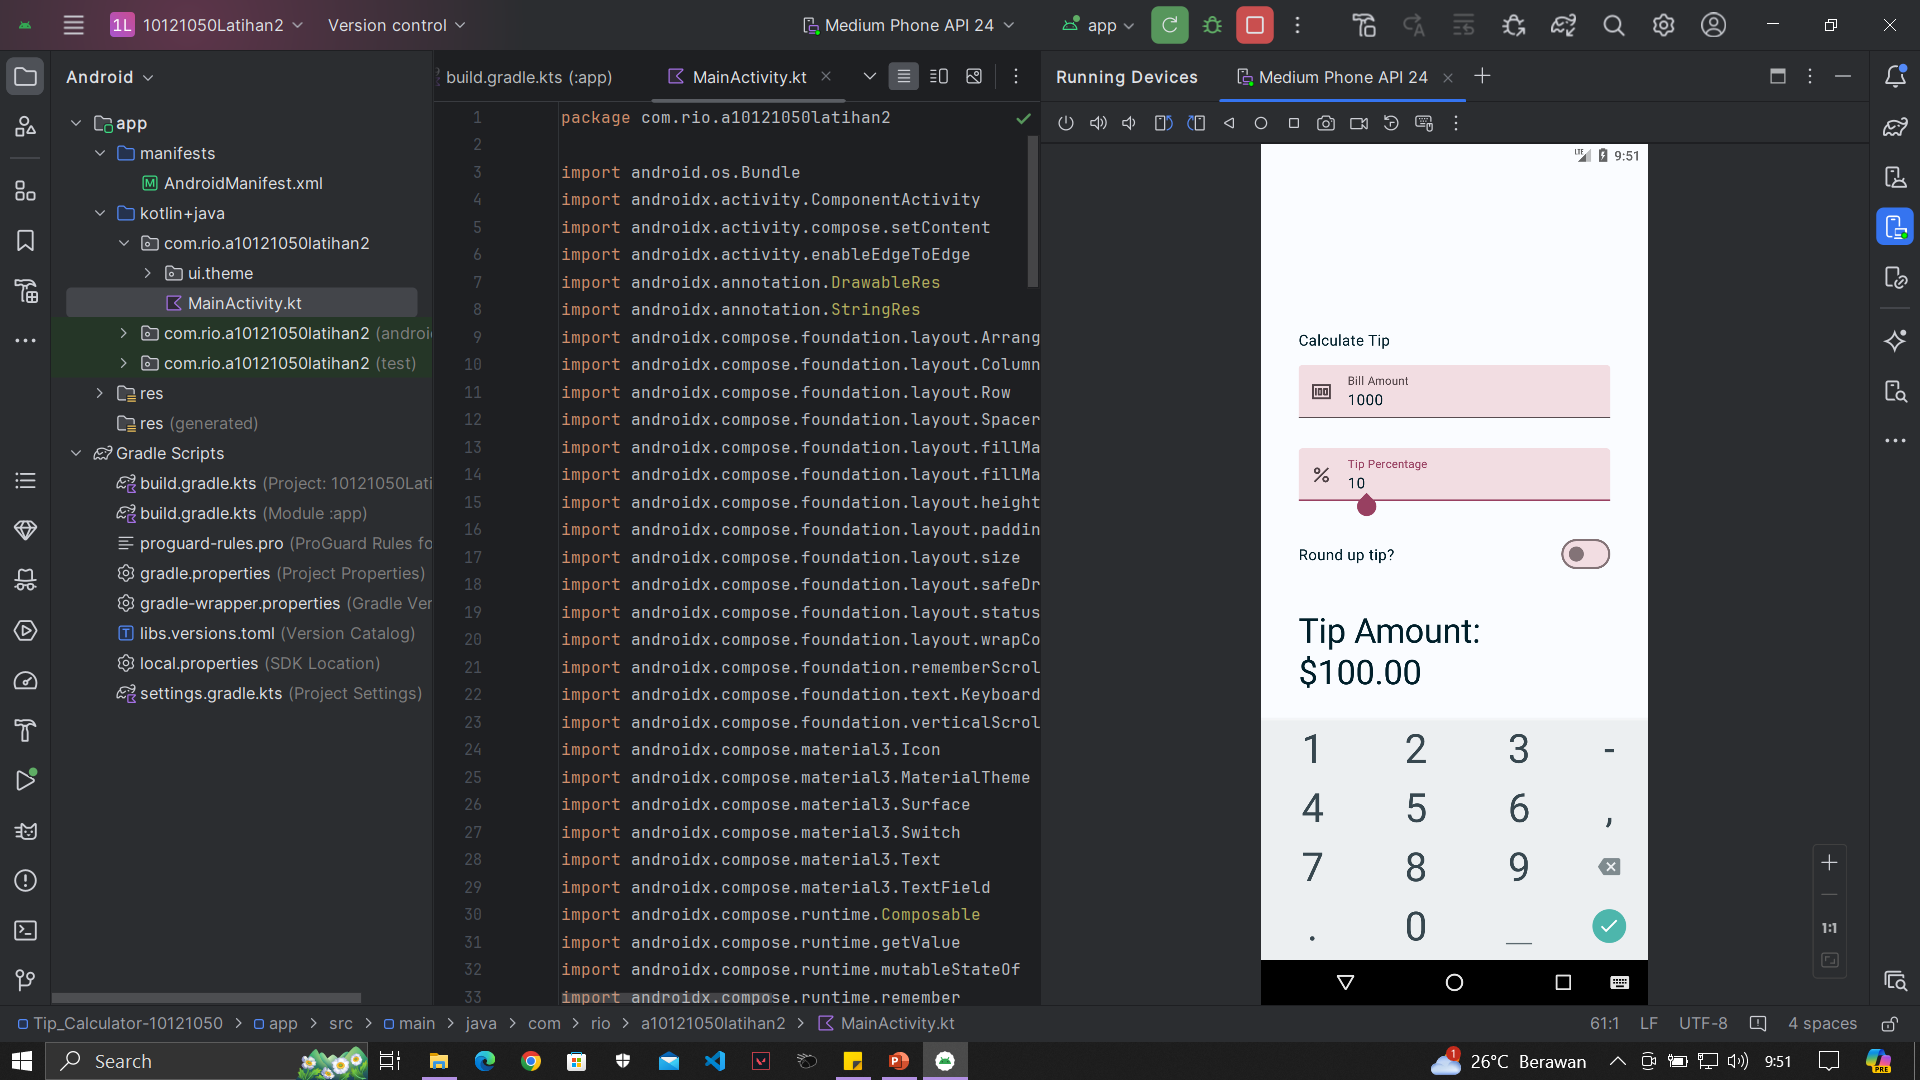 1L 10121050Latihan2 Version control Medium Phone API 24 app
Android
app
manifests
AndroidManifest.xml
kotlin+java
com.rio.a10121050latihan2
ui.theme
MainActivity.kt
com.rio.a10121050latihan2 (androi
com.rio.a10121050latihan2 (test)
res
res (generated)
Gradle Scripts
build.gradle.kts (Project: 10121050Lati
build.gradle.kts (Module :app)
proguard-rules.pro (ProGuard Rules fo
gradle.properties (Project Properties)
gradle-wrapper.properties (Gradle Ver
libs.versions.toml (Version Catalog)
local.properties (SDK Location)
settings.gradle.kts (Project Settings)
build.gradle.kts (:app) MainActivity.kt
1 package com.rio.a10121050latihan2
2
3 import android.os.Bundle
4 import androidx.activity.ComponentActivity
5 import androidx.activity.compose.setContent
6 import androidx.activity.enableEdgeToEdge
7 import androidx.annotation.DrawableRes
8 import androidx.annotation.StringRes
9 import androidx.compose.foundation.layout.Arrang
10 import androidx.compose.foundation.layout.Column
11 import androidx.compose.foundation.layout.Row
12 import androidx.compose.foundation.layout.Spacer
13 import androidx.compose.foundation.layout.fillMa
14 import androidx.compose.foundation.layout.fillMa
15 import androidx.compose.foundation.layout.height
16 import androidx.compose.foundation.layout.paddin
17 import androidx.compose.foundation.layout.size
18 import androidx.compose.foundation.layout.safeDr
19 import androidx.compose.foundation.layout.status
20 import androidx.compose.foundation.layout.wrapCo
21 import androidx.compose.foundation.rememberScrol
22 import androidx.compose.foundation.text.Keyboard
23 import androidx.compose.foundation.verticalScrol
24 import androidx.compose.material3.Icon
25 import androidx.compose.material3.MaterialTheme
26 import androidx.compose.material3.Surface
27 import androidx.compose.material3.Switch
28 import androidx.compose.material3.Text
29 import androidx.compose.material3.TextField
30 import androidx.compose.runtime.Composable
31 import androidx.compose.runtime.getValue
32 import androidx.compose.runtime.mutableStateOf
33 import androidx.compose.runtime.remember
Running Devices Medium Phone API 24
LTE 9:51
Calculate Tip
Bill Amount
1000
Tip Percentage
% 10
Round up tip?
Tip Amount:
$100.00
1 2 3 -
4 5 6 ,
7 8 9
. 0 _
1:1
Tip_Calculator-10121050 > app > src > main > java > com > rio > a10121050latihan2 > MainActivity.kt
61:1 LF UTF-8 4 spaces
Search
1 26°C Berawan 9:51 PRE